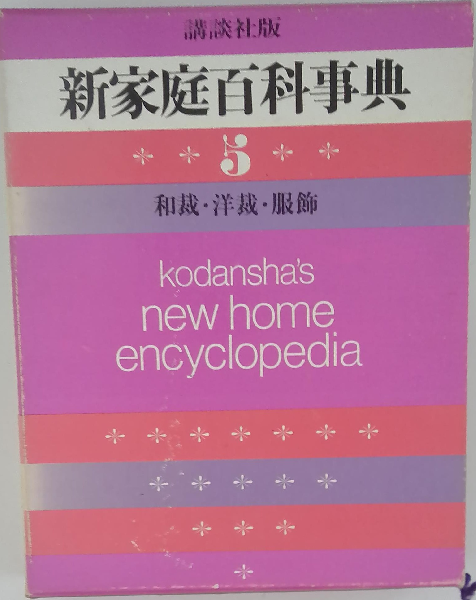 講談社版
新家庭百科事典
5
和裁・洋裁・服飾
kodansha's
new home
encyclopedia